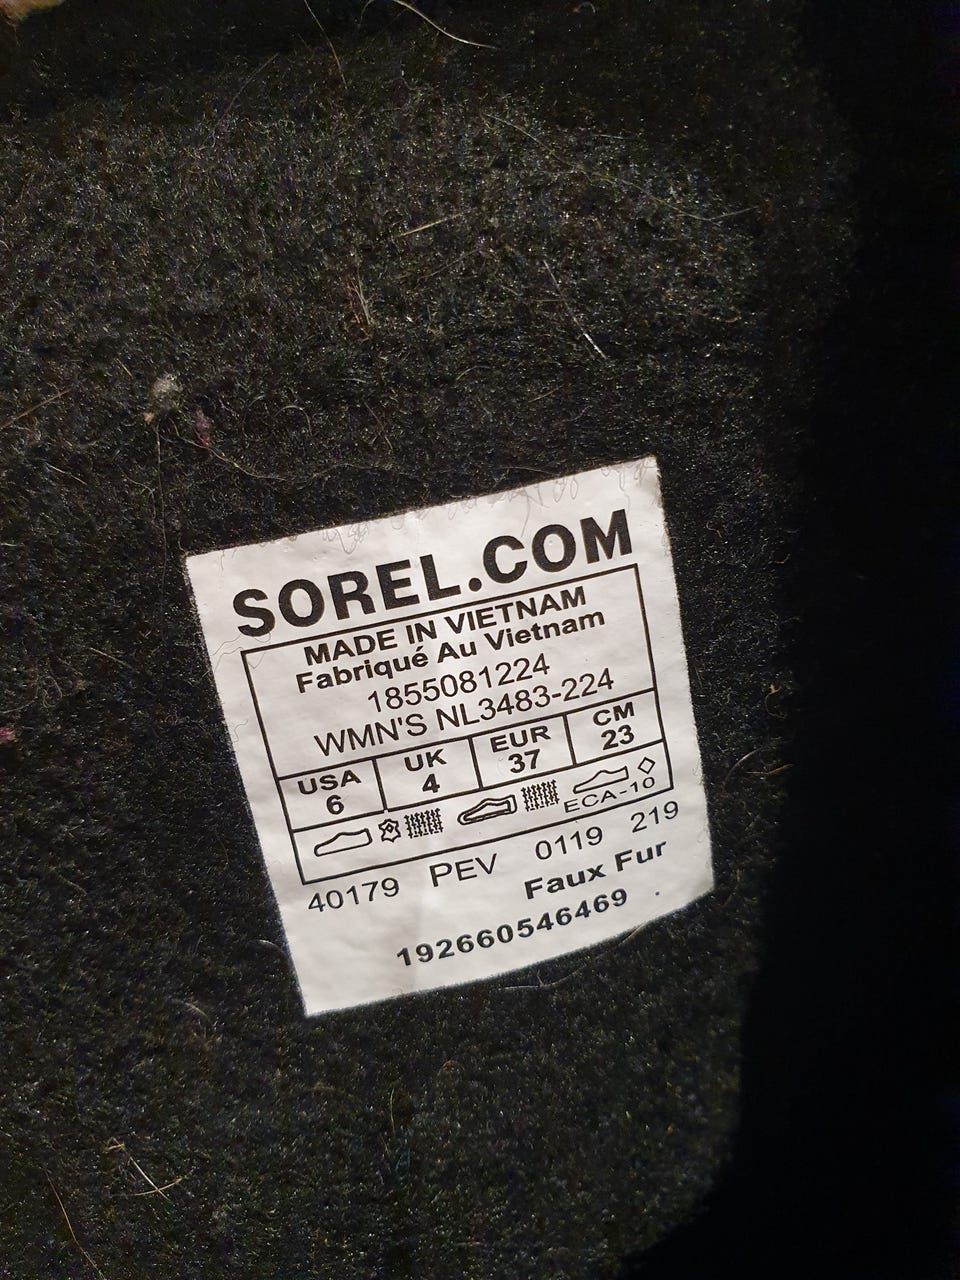 SOREL.COM
MADE IN VIETNAM
Fabriqué Au Vietnam
1855081224
WMN'S NL3483-224
USA UK EUR CM
6 4 37 23
ECA-10
40179 PEV 0119 219
Faux Fur
192660546469